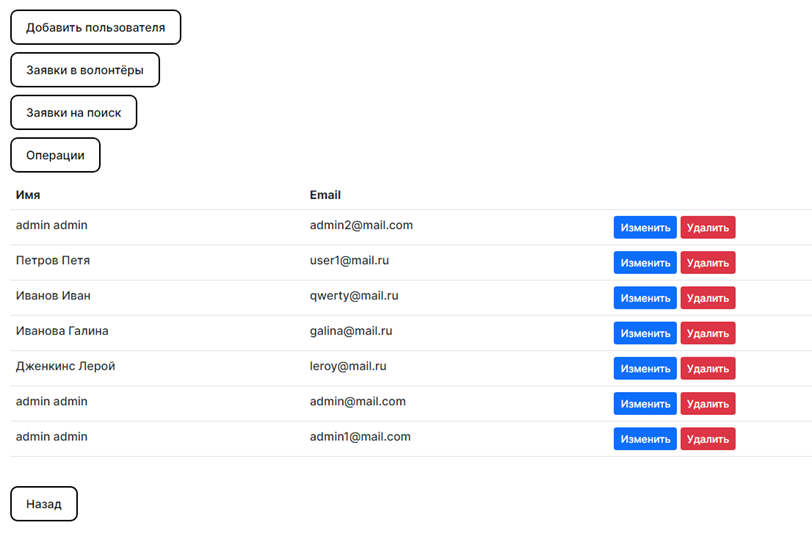 Добавить пользователя
Заявки в волонтёры
Заявки на поиск
Операции
Имя Email
admin admin admin2@mail.com Изменить Удалить
Петров Петя user1@mail.ru Изменить Удалить
Иванов Иван qwerty@mail.ru Изменить Удалить
Иванова Галина galina@mail.ru Изменить Удалить
Дженкинс Лерой leroy@mail.ru Изменить Удалить
admin admin admin@mail.com Изменить Удалить
admin admin admin1@mail.com Изменить Удалить
Назад